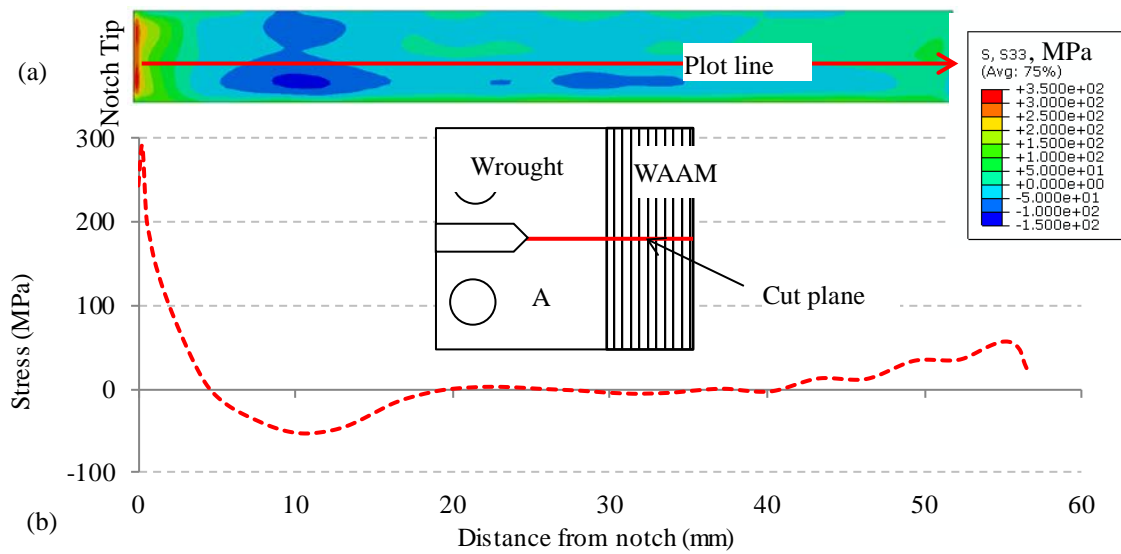 (a)
Notch Tip
Plot line
S, S33, MPa
(Avg: 75%)
+3.500e+02
+3.000e+02
+2.500e+02
+2.000e+02
+1.500e+02
+1.000e+02
+5.000e+01
+0.000e+00
-5.000e+01
-1.000e+02
-1.500e+02
Wrought
WAAM
A
Cut plane
Stress (MPa)
300
200
100
0
-100
0 10 20 30 40 50 60
(b)
Distance from notch (mm)